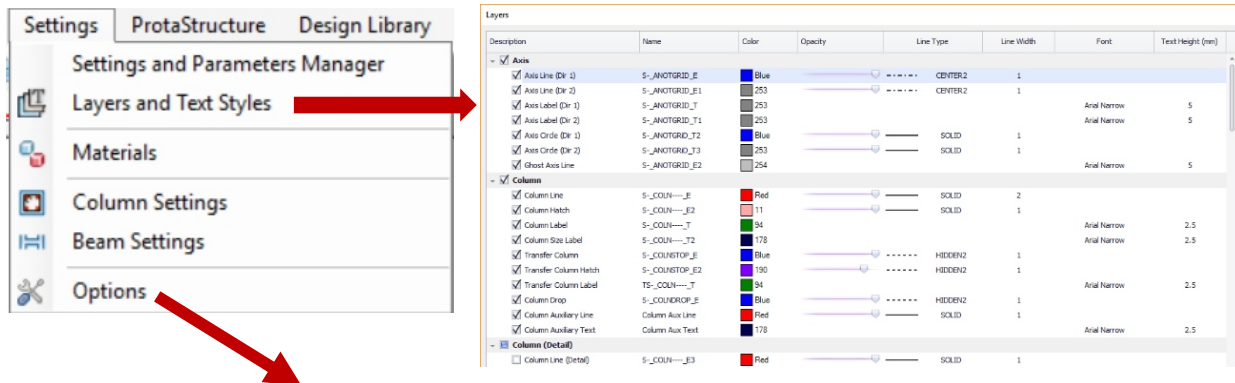 Settings ProtaStructure Design Library
Settings and Parameters Manager
Layers and Text Styles
Materials
Column Settings
Beam Settings
Options
Layers
Description Name Color Opacity Line Type Line Width Font Text Height (mm)
Axis
Axis Line (Dir 1) S-_ANOTGRID_E Blue CENTER2 1
Axis Line (Dir 2) S-_ANOTGRID_E1 253 CENTER2 1
Axis Label (Dir 1) S-_ANOTGRID_T 253 Arial Narrow 5
Axis Label (Dir 2) S-_ANOTGRID_T1 253 Arial Narrow 5
Axis Circle (Dir 1) S-_ANOTGRID_T2 Blue SOLID 1
Axis Circle (Dir 2) S-_ANOTGRID_T3 253 SOLID 1
Ghost Axis Line S-_ANOTGRID_E2 254 Arial Narrow 5
Column
Column Line S-_COLN----_E Red SOLID 2
Column Hatch S-_COLN----_E2 11 SOLID 1
Column Label S-_COLN----_T 94 Arial Narrow 2.5
Column Size Label S-_COLN----_T2 178 Arial Narrow 2.5
Transfer Column S-_COLNSTOP_E Blue HIDDEN2 1
Transfer Column Hatch S-_COLNSTOP_E2 190 HIDDEN2 1
Transfer Column Label TS-_COLN----_T 94 Arial Narrow 2.5
Column Drop S-_COLNDROP_E Blue HIDDEN2 1
Column Auxiliary Line Column Aux Line Red SOLID 1
Column Auxiliary Text Column Aux Text 178 Arial Narrow 2.5
Column (Detail)
Column Line (Detail) S-_COLN----_E3 Red SOLID 1